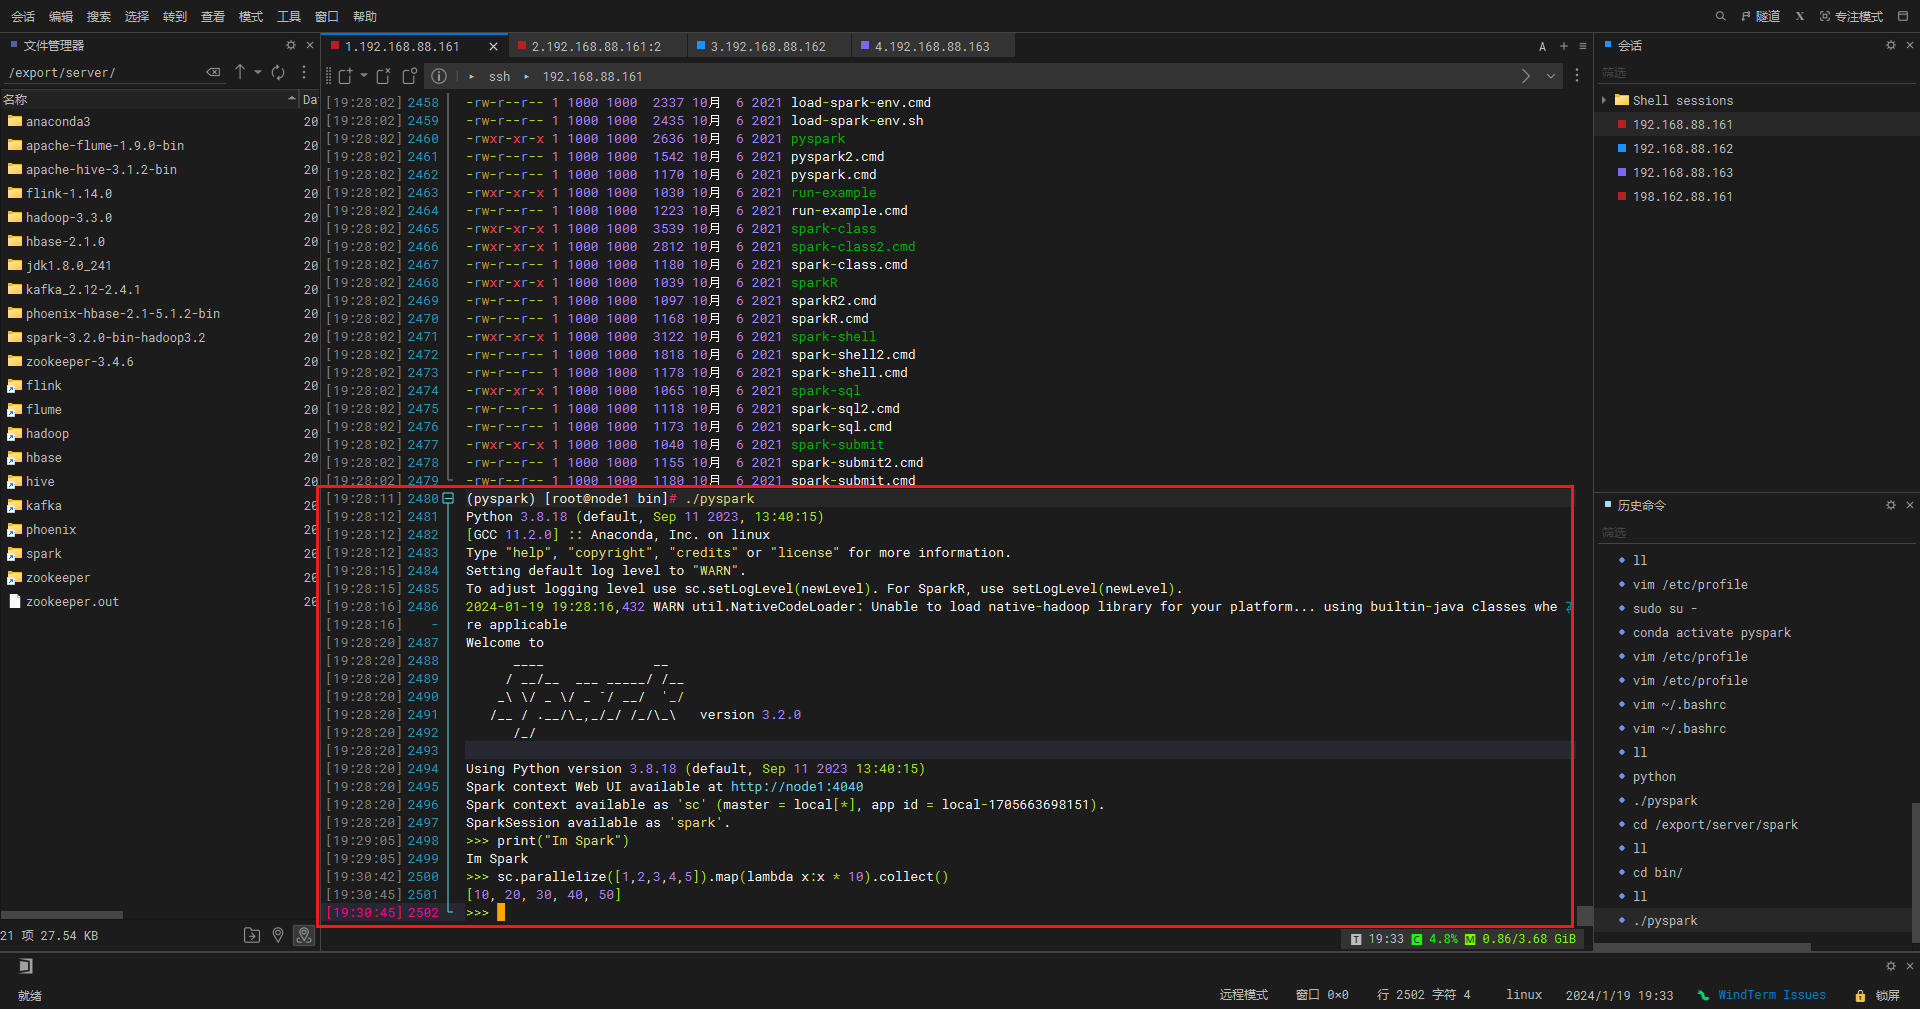 会话 编辑 搜索 选择 转到 查看 模式 工具 窗口 帮助
隧道 X 专注模式
文件管理器
/export/server/
名称 Da
anaconda3 20
apache-flume-1.9.0-bin 20
apache-hive-3.1.2-bin 20
flink-1.14.0 20
hadoop-3.3.0 20
hbase-2.1.0 20
jdk1.8.0_241 20
kafka_2.12-2.4.1 20
phoenix-hbase-2.1-5.1.2-bin 20
spark-3.2.0-bin-hadoop3.2 20
zookeeper-3.4.6 20
flink 20
flume 20
hadoop 20
hbase 20
hive 20
kafka 20
phoenix 20
spark 20
zookeeper 20
zookeeper.out 20
21 项 27.54 KB
1.192.168.88.161 2.192.168.88.161:2 3.192.168.88.162 4.192.168.88.163 A
ssh 192.168.88.161
[19:28:02] 2458 -rw-r--r-- 1 1000 1000 2337 10月 6 2021 load-spark-env.cmd
[19:28:02] 2459 -rw-r--r-- 1 1000 1000 2435 10月 6 2021 load-spark-env.sh
[19:28:02] 2460 -rwxr-xr-x 1 1000 1000 2636 10月 6 2021 pyspark
[19:28:02] 2461 -rw-r--r-- 1 1000 1000 1542 10月 6 2021 pyspark2.cmd
[19:28:02] 2462 -rw-r--r-- 1 1000 1000 1170 10月 6 2021 pyspark.cmd
[19:28:02] 2463 -rwxr-xr-x 1 1000 1000 1030 10月 6 2021 run-example
[19:28:02] 2464 -rw-r--r-- 1 1000 1000 1223 10月 6 2021 run-example.cmd
[19:28:02] 2465 -rwxr-xr-x 1 1000 1000 3539 10月 6 2021 spark-class
[19:28:02] 2466 -rwxr-xr-x 1 1000 1000 2812 10月 6 2021 spark-class2.cmd
[19:28:02] 2467 -rw-r--r-- 1 1000 1000 1180 10月 6 2021 spark-class.cmd
[19:28:02] 2468 -rwxr-xr-x 1 1000 1000 1039 10月 6 2021 sparkR
[19:28:02] 2469 -rw-r--r-- 1 1000 1000 1097 10月 6 2021 sparkR2.cmd
[19:28:02] 2470 -rw-r--r-- 1 1000 1000 1168 10月 6 2021 sparkR.cmd
[19:28:02] 2471 -rwxr-xr-x 1 1000 1000 3122 10月 6 2021 spark-shell
[19:28:02] 2472 -rw-r--r-- 1 1000 1000 1818 10月 6 2021 spark-shell2.cmd
[19:28:02] 2473 -rw-r--r-- 1 1000 1000 1178 10月 6 2021 spark-shell.cmd
[19:28:02] 2474 -rwxr-xr-x 1 1000 1000 1065 10月 6 2021 spark-sql
[19:28:02] 2475 -rw-r--r-- 1 1000 1000 1118 10月 6 2021 spark-sql2.cmd
[19:28:02] 2476 -rw-r--r-- 1 1000 1000 1173 10月 6 2021 spark-sql.cmd
[19:28:02] 2477 -rwxr-xr-x 1 1000 1000 1040 10月 6 2021 spark-submit
[19:28:02] 2478 -rw-r--r-- 1 1000 1000 1155 10月 6 2021 spark-submit2.cmd
[19:28:02] 2479 -rw-r--r-- 1 1000 1000 1180 10月 6 2021 spark-submit.cmd
[19:28:11] 2480 (pyspark) [root@node1 bin]# ./pyspark
[19:28:12] 2481 Python 3.8.18 (default, Sep 11 2023, 13:40:15)
[19:28:12] 2482 [GCC 11.2.0] :: Anaconda, Inc. on linux
[19:28:12] 2483 Type "help", "copyright", "credits" or "license" for more information.
[19:28:15] 2484 Setting default log level to "WARN".
[19:28:15] 2485 To adjust logging level use sc.setLogLevel(newLevel). For SparkR, use setLogLevel(newLevel).
[19:28:16] 2486 2024-01-19 19:28:16,432 WARN util.NativeCodeLoader: Unable to load native-hadoop library for your platform... using builtin-java classes whe
[19:28:16] - re applicable
[19:28:20] 2487 Welcome to
[19:28:20] 2488       ____              __
[19:28:20] 2489      / __/__  ___ _____/ /__
[19:28:20] 2490     _\ \/ _ \/ _ `/ __/  '_/
[19:28:20] 2491    /__ / .__/\_,_/_/ /_/\_\   version 3.2.0
[19:28:20] 2492       /_/
[19:28:20] 2493
[19:28:20] 2494 Using Python version 3.8.18 (default, Sep 11 2023 13:40:15)
[19:28:20] 2495 Spark context Web UI available at http://node1:4040
[19:28:20] 2496 Spark context available as 'sc' (master = local[*], app id = local-1705663698151).
[19:28:20] 2497 SparkSession available as 'spark'.
[19:29:05] 2498 >>> print("Im Spark")
[19:29:05] 2499 Im Spark
[19:30:42] 2500 >>> sc.parallelize([1,2,3,4,5]).map(lambda x:x * 10).collect()
[19:30:45] 2501 [10, 20, 30, 40, 50]
[19:30:45] 2502 >>>
T 19:33 C 4.8% M 0.86/3.68 GiB
会话
筛选
Shell sessions
192.168.88.161
192.168.88.162
192.168.88.163
198.162.88.161
历史命令
筛选
ll
vim /etc/profile
sudo su -
conda activate pyspark
vim /etc/profile
vim /etc/profile
vim ~/.bashrc
vim ~/.bashrc
ll
python
./pyspark
cd /export/server/spark
ll
cd bin/
ll
./pyspark
就绪 远程模式 窗口 0×0 行 2502 字符 4 linux 2024/1/19 19:33 WindTerm Issues 锁屏